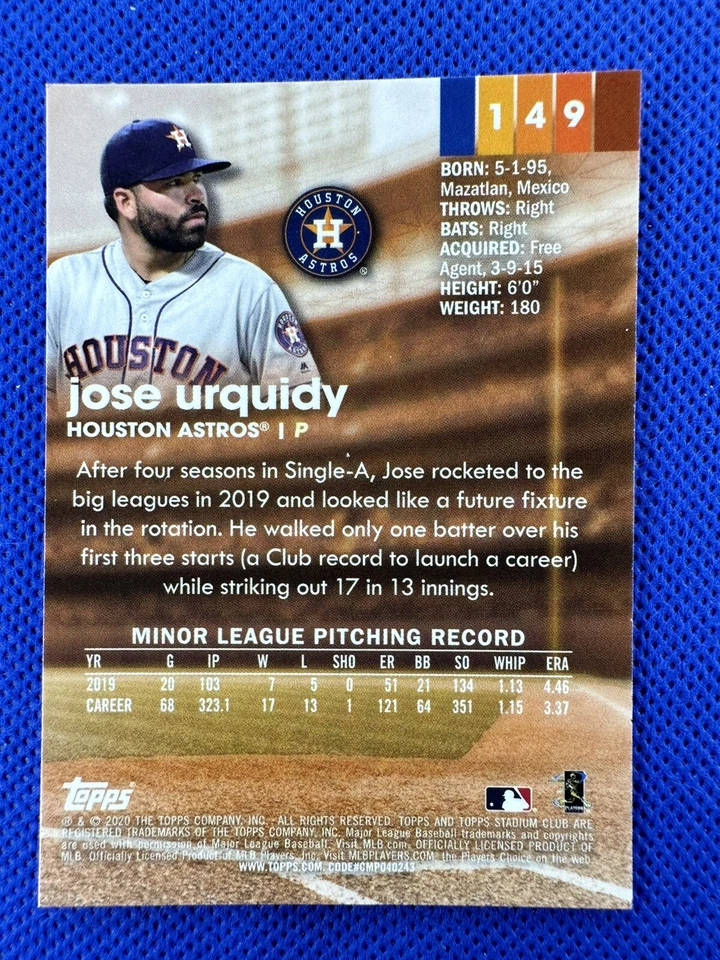 149
BORN: 5-1-95,
Mazatlan, Mexico
THROWS: Right
BATS: Right
ACQUIRED: Free
Agent, 3-9-15
HEIGHT: 6'0"
WEIGHT: 180
HOUSTON
H
ASTROS®
HOUSTON
jose urquidy
HOUSTON ASTROS® | P
After four seasons in Single-A, Jose rocketed to the
big leagues in 2019 and looked like a future fixture
in the rotation. He walked only one batter over his
first three starts (a Club record to launch a career)
while striking out 17 in 13 innings.
MINOR LEAGUE PITCHING RECORD
YR G IP W L SHO ER BB SO WHIP ERA
2019 20 103 7 5 0 51 21 134 1.13 4.46
CAREER 68 323.1 17 13 1 121 64 351 1.15 3.37
topps
PLAYERS
® & © 2020 THE TOPPS COMPANY, INC. ALL RIGHTS RESERVED. TOPPS AND TOPPS STADIUM CLUB ARE
REGISTERED TRADEMARKS OF THE TOPPS COMPANY, INC. Major League Baseball trademarks and copyrights
are used with permission of Major League Baseball. Visit MLB.com. OFFICIALLY LICENSED PRODUCT OF
MLB. Officially Licensed Product of MLB Players, Inc. Visit MLBPLAYERS.COM, the Players Choice on the web.
WWW.TOPPS.COM. CODE#CMP040243